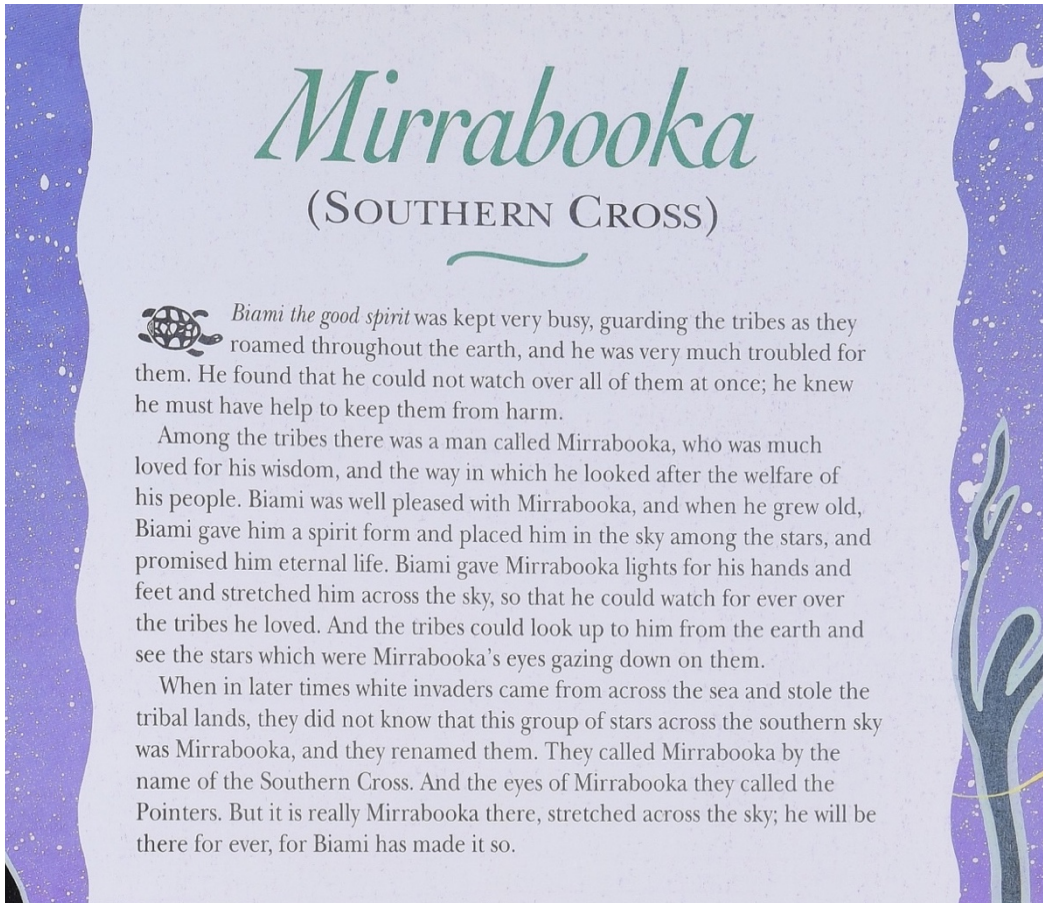 Mirrabooka
(SOUTHERN CROSS)
Biami the good spirit was kept very busy, guarding the tribes as they
roamed throughout the earth, and he was very much troubled for
them. He found that he could not watch over all of them at once; he knew
he must have help to keep them from harm.
Among the tribes there was a man called Mirrabooka, who was much
loved for his wisdom, and the way in which he looked after the welfare of
his people. Biami was well pleased with Mirrabooka, and when he grew old,
Biami gave him a spirit form and placed him in the sky among the stars, and
promised him eternal life. Biami gave Mirrabooka lights for his hands and
feet and stretched him across the sky, so that he could watch for ever over
the tribes he loved. And the tribes could look up to him from the earth and
see the stars which were Mirrabooka's eyes gazing down on them.
When in later times white invaders came from across the sea and stole the
tribal lands, they did not know that this group of stars across the southern sky
was Mirrabooka, and they renamed them. They called Mirrabooka by the
name of the Southern Cross. And the eyes of Mirrabooka they called the
Pointers. But it is really Mirrabooka there, stretched across the sky; he will be
there for ever, for Biami has made it so.